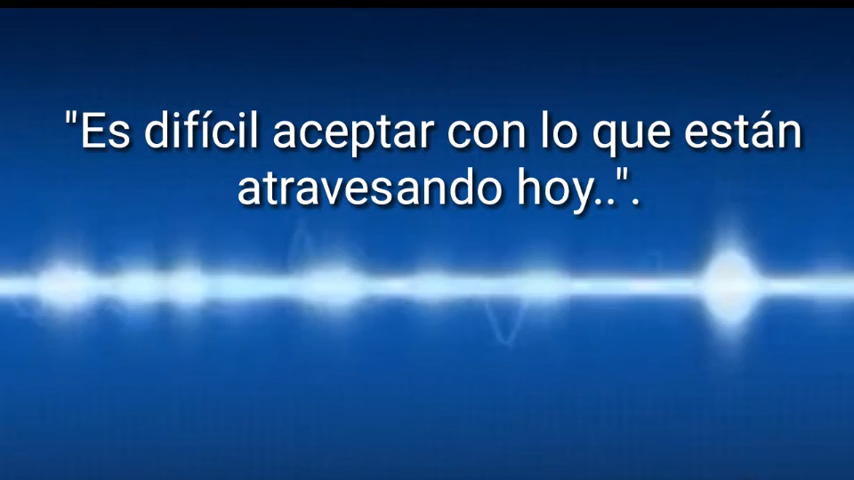 "Es difícil aceptar con lo que están
atravesando hoy..".